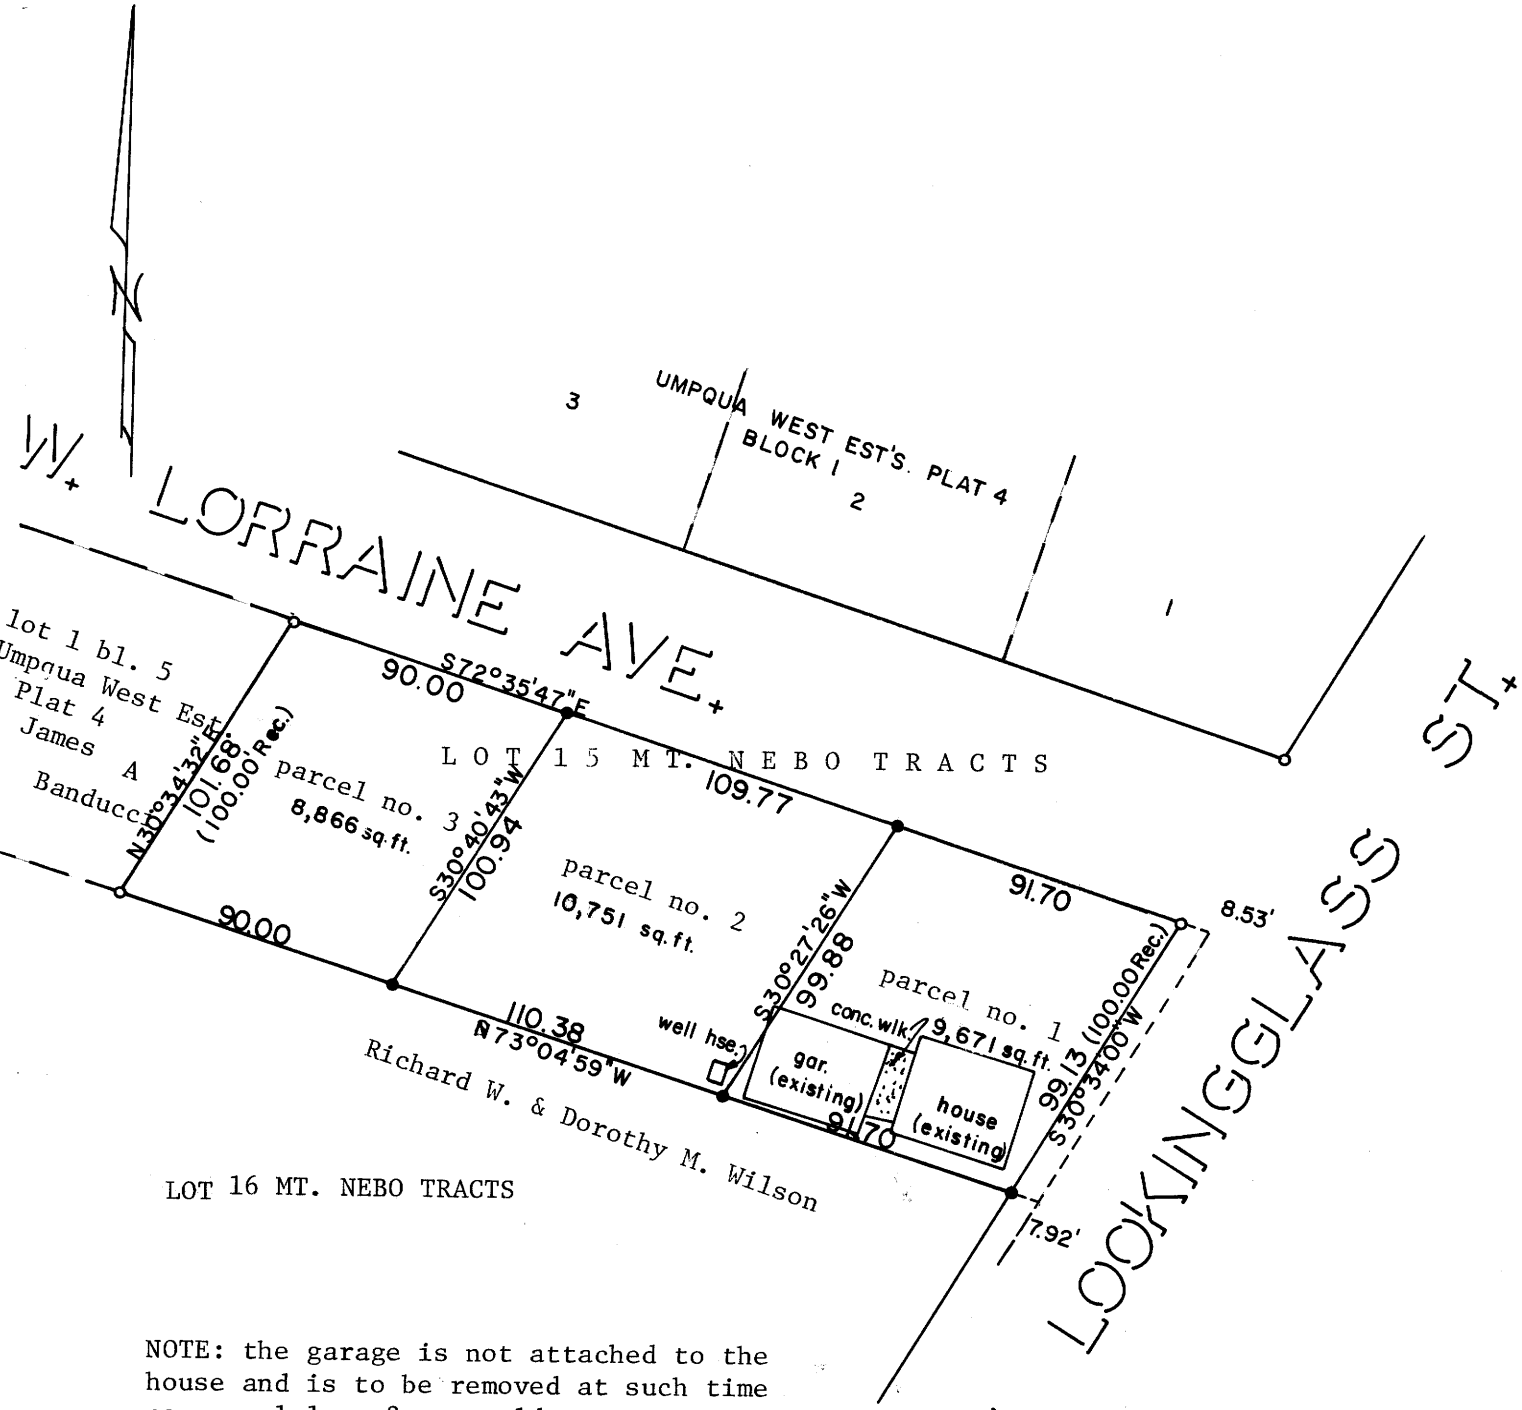 N
3
UMPQUA WEST EST'S. PLAT 4
BLOCK 1
2
1
W. LORRAINE AVE.
LOOKINGGLASS ST.
lot 1 bl. 5
Umpqua West Est.
Plat 4
James A
Banducci
N30°34'32"E
101.68'
(100.00' Rec.)
90.00
S72°35'47"E
LOT 15 MT. NEBO TRACTS
109.77
91.70
8.53'
parcel no. 3
8,866 sq.ft.
S30°40'43"W
100.94
parcel no. 2
10,751 sq.ft.
S30°27'26"W
99.88
parcel no. 1
9,671 sq.ft.
99.13 (100.00 Rec.)
S30°34'00"W
90.00
110.38
N73°04'59"W
well hse.
conc. wlk.
gar.
(existing)
house
(existing)
91.70
7.92'
Richard W. & Dorothy M. Wilson
LOT 16 MT. NEBO TRACTS
NOTE: the garage is not attached to the
house and is to be removed at such time